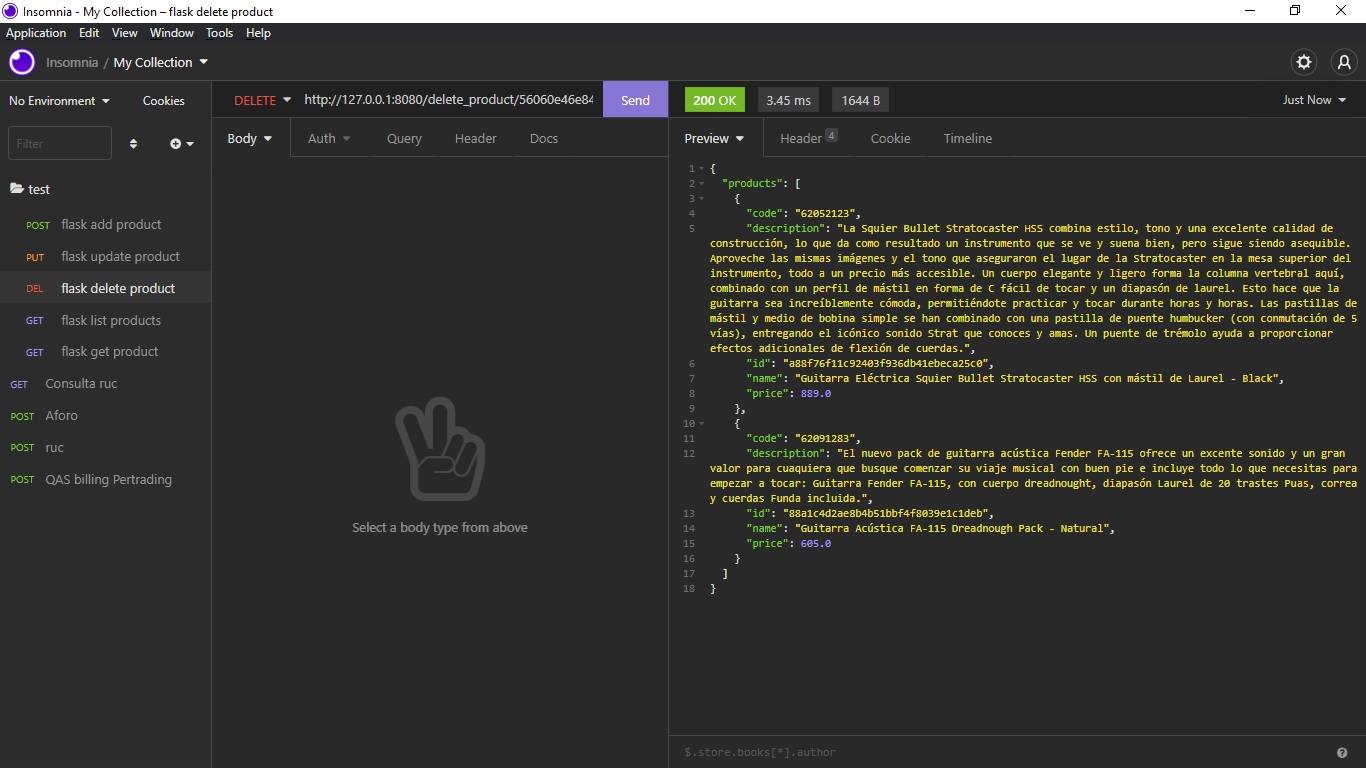 Insomnia - My Collection – flask delete product
Application Edit View Window Tools Help
Insomnia / My Collection
No Environment Cookies
Filter
test
POST flask add product
PUT flask update product
DEL flask delete product
GET flask list products
GET flask get product
GET Consulta ruc
POST Aforo
POST ruc
POST QAS billing Pertrading
DELETE http://127.0.0.1:8080/delete_product/56060e46e84 Send
Body Auth Query Header Docs
Select a body type from above
200 OK 3.45 ms 1644 B Just Now
Preview Header 4 Cookie Timeline
1 {
2 "products": [
3 {
4 "code": "62052123",
5 "description": "La Squier Bullet Stratocaster HSS combina estilo, tono y una excelente calidad de
construcción, lo que da como resultado un instrumento que se ve y suena bien, pero sigue siendo asequible.
Aproveche las mismas imágenes y el tono que aseguraron el lugar de la Stratocaster en la mesa superior del
instrumento, todo a un precio más accesible. Un cuerpo elegante y ligero forma la columna vertebral aquí,
combinado con un perfil de mástil en forma de C fácil de tocar y un diapasón de laurel. Esto hace que la
guitarra sea increíblemente cómoda, permitiéndote practicar y tocar durante horas y horas. Las pastillas de
mástil y medio de bobina simple se han combinado con una pastilla de puente humbucker (con conmutación de 5
vías), entregando el icónico sonido Strat que conoces y amas. Un puente de trémolo ayuda a proporcionar
efectos adicionales de flexión de cuerdas.",
6 "id": "a88f76f11c92403f936db41ebeca25c0",
7 "name": "Guitarra Eléctrica Squier Bullet Stratocaster HSS con mástil de Laurel - Black",
8 "price": 889.0
9 },
10 {
11 "code": "62091283",
12 "description": "El nuevo pack de guitarra acústica Fender FA-115 ofrece un excente sonido y un gran
valor para cuaquiera que busque comenzar su viaje musical con buen pie e incluye todo lo que necesitas para
empezar a tocar: Guitarra Fender FA-115, con cuerpo dreadnought, diapasón Laurel de 20 trastes Puas, correa
y cuerdas Funda incluida.",
13 "id": "88a1c4d2ae8b4b51bbf4f8039e1c1deb",
14 "name": "Guitarra Acústica FA-115 Dreadnough Pack - Natural",
15 "price": 605.0
16 }
17 ]
18 }
$.store.books[*].author